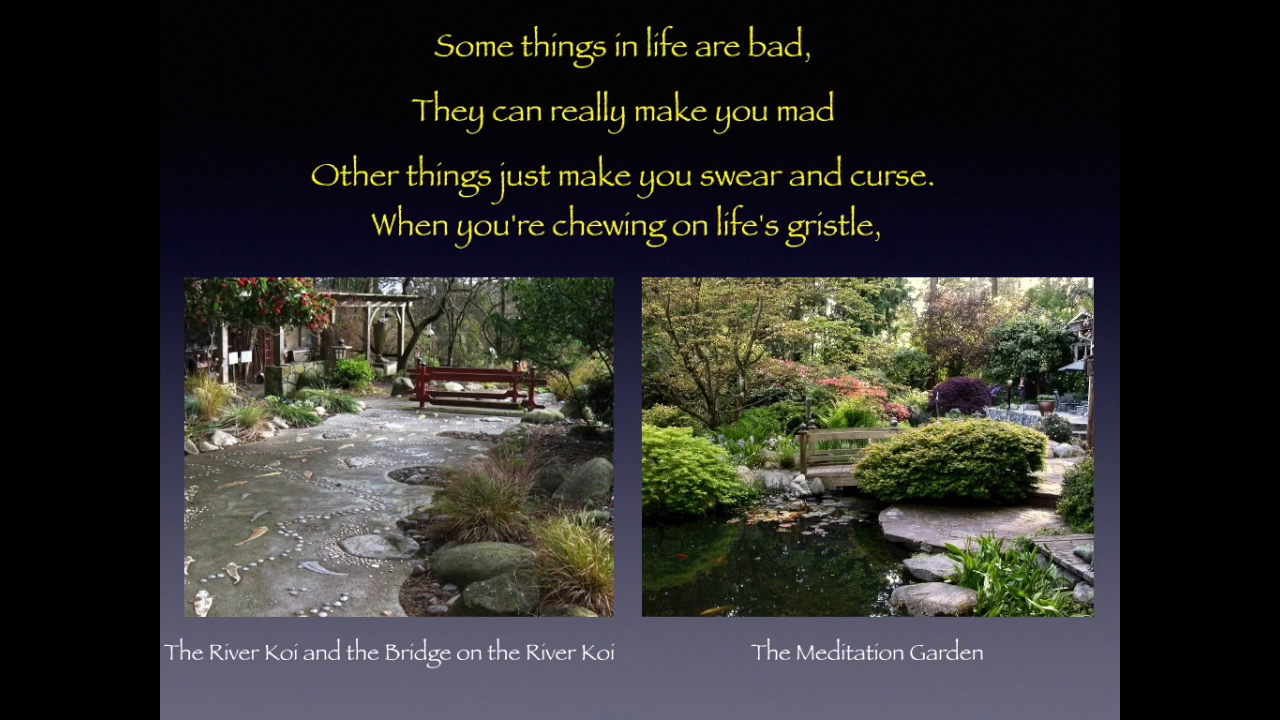 Some things in life are bad,
They can really make you mad
Other things just make you swear and curse.
When you're chewing on life's gristle,
The River Koi and the Bridge on the River Koi
The Meditation Garden